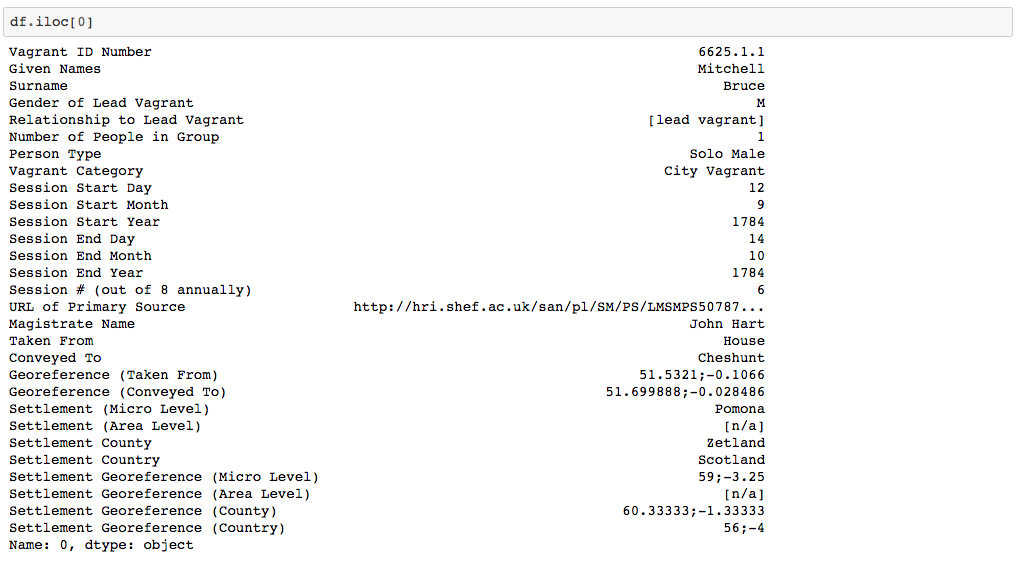 df.iloc[0]
Vagrant ID Number 6625.1.1
Given Names Mitchell
Surname Bruce
Gender of Lead Vagrant M
Relationship to Lead Vagrant [lead vagrant]
Number of People in Group 1
Person Type Solo Male
Vagrant Category City Vagrant
Session Start Day 12
Session Start Month 9
Session Start Year 1784
Session End Day 14
Session End Month 10
Session End Year 1784
Session # (out of 8 annually) 6
URL of Primary Source http://hri.shef.ac.uk/san/pl/SM/PS/LMSMPS50787...
Magistrate Name John Hart
Taken From House
Conveyed To Cheshunt
Georeference (Taken From) 51.5321;-0.1066
Georeference (Conveyed To) 51.699888;-0.028486
Settlement (Micro Level) Pomona
Settlement (Area Level) [n/a]
Settlement County Zetland
Settlement Country Scotland
Settlement Georeference (Micro Level) 59;-3.25
Settlement Georeference (Area Level) [n/a]
Settlement Georeference (County) 60.33333;-1.33333
Settlement Georeference (Country) 56;-4
Name: 0, dtype: object